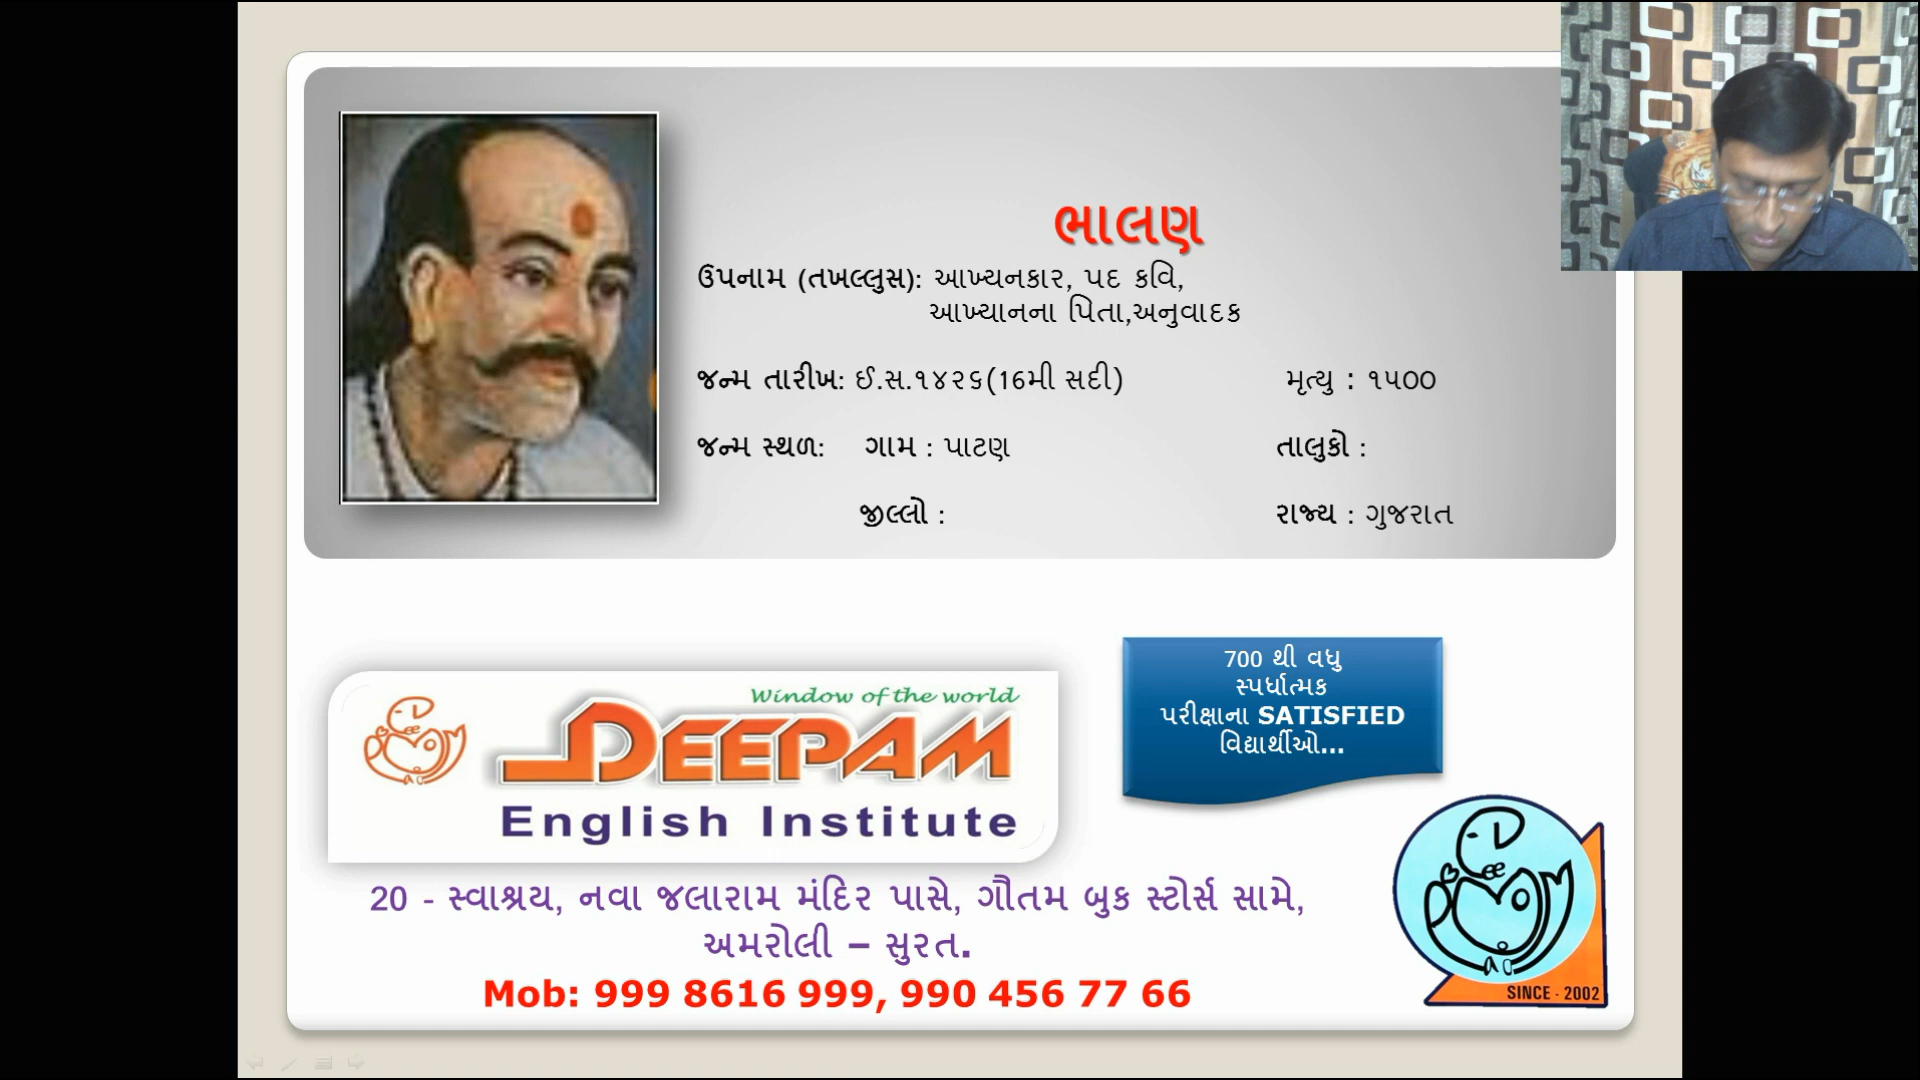 ભાલણ
ઉપનામ (તખલ્લુસ): આખ્યનકાર, પદ કવિ,
આખ્યાનના પિતા,અનુવાદક
જન્મ તારીખ: ઈ.સ.૧૪૨૬(16મી સદી) મૃત્યુ : ૧૫૦૦
જન્મ સ્થળ: ગામ : પાટણ તાલુકો :
જીલ્લો : રાજ્ય : ગુજરાત
700 થી વધુ
સ્પર્ધાત્મક
પરીક્ષાના SATISFIED
વિદ્યાર્થીઓ...
Window of the world
DEEPAM
English Institute
20 - સ્વાશ્રય, નવા જલારામ મંદિર પાસે, ગૌતમ બુક સ્ટોર્સ સામે,
અમરોલી – સુરત.
Mob: 999 8616 999, 990 456 77 66
SINCE - 2002